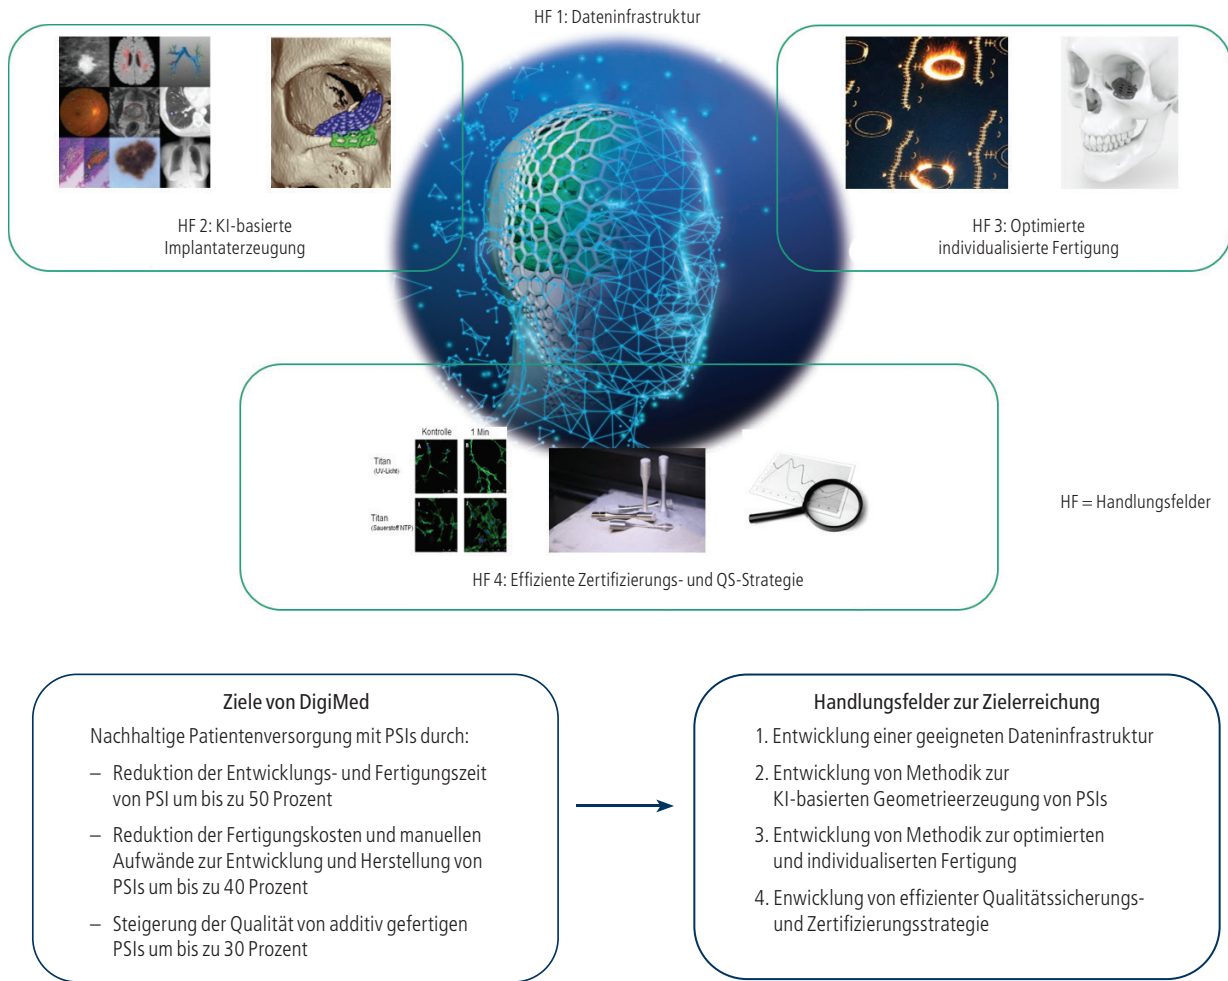 HF 1: Dateninfrastruktur
HF 2: KI-basierte
Implantaterzeugung
HF 3: Optimierte
individualisierte Fertigung
Kontrolle
1 Min
A
B
Titan
(UV-Licht)
Titan
(Sauerstoff NTP)
HF 4: Effiziente Zertifizierungs- und QS-Strategie
HF = Handlungsfelder
Ziele von DigiMed
Nachhaltige Patientenversorgung mit PSIs durch:
– Reduktion der Entwicklungs- und Fertigungszeit
von PSI um bis zu 50 Prozent
– Reduktion der Fertigungskosten und manuellen
Aufwände zur Entwicklung und Herstellung von
PSIs um bis zu 40 Prozent
– Steigerung der Qualität von additiv gefertigen
PSIs um bis zu 30 Prozent
Handlungsfelder zur Zielerreichung
1. Entwicklung einer geeigneten Dateninfrastruktur
2. Entwicklung von Methodik zur
KI-basierten Geometrieerzeugung von PSIs
3. Entwicklung von Methodik zur optimierten
und individualiserten Fertigung
4. Enwicklung von effizienter Qualitätssicherungs-
und Zertifizierungsstrategie